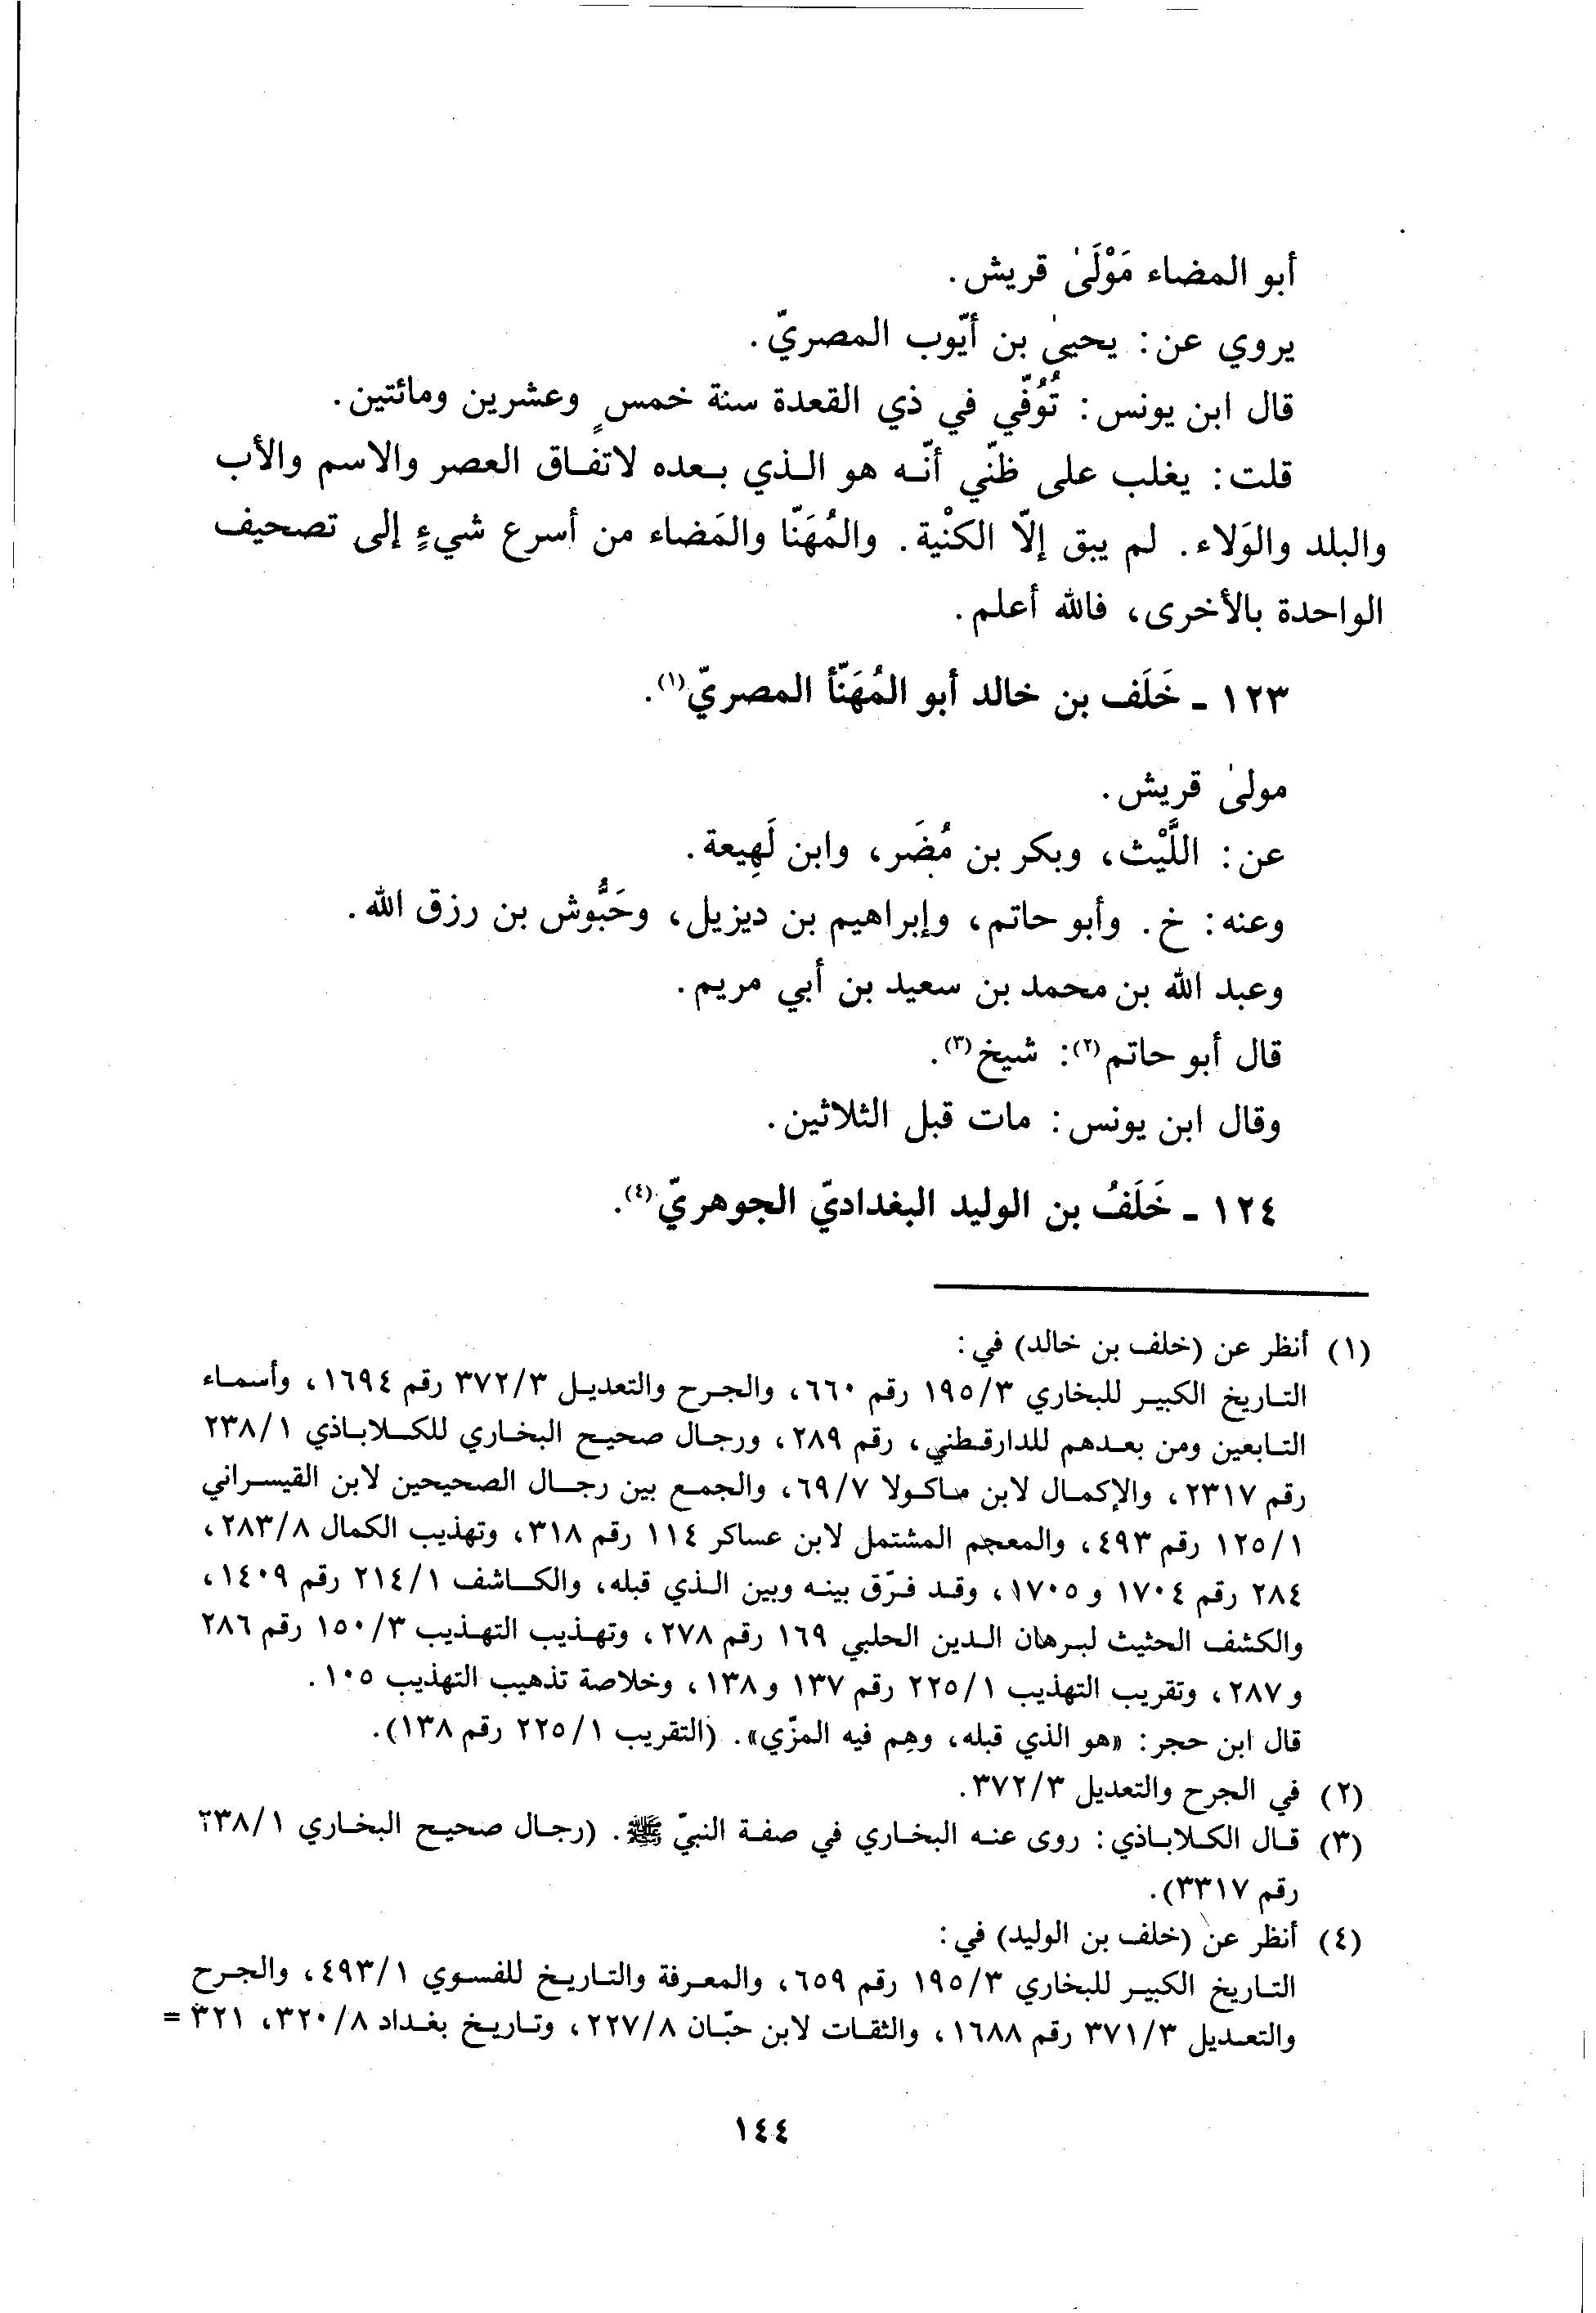 أبو المضاء مَوْلَىٰ قريش.
يروي عن: يحيىٰ بن أيّوب المصريّ.
قال ابن يونس: تُوُفّي في ذي القعدة سنة خمسٍ وعشرين ومائتين.
قلت: يغلب على ظنّي أنّه هو الذي بعده لاتفاق العصر والاسم والأب
والبلد والوَلاء. لم يبق إلّا الكنْية. والمُهَنّا والمَضاء من أسرع شيءٍ إلى تصحيف
الواحدة بالأخرى، فالله أعلم.
١٢٣ - خَلَف بن خالد أبو المُهَنّأ المصريّ(١).
مولىٰ قريش.
عن: اللَّيْث، وبكر بن مُضَر، وابن لَهِيعة.
وعنه: خ. وأبو حاتم، وإبراهيم بن ديزيل، وحَبُّوش بن رزق الله.
وعبد الله بن محمد بن سعيد بن أبي مريم.
قال أبو حاتم(٢): شيخ(٣).
وقال ابن يونس: مات قبل الثلاثين.
١٢٤ - خَلَفُ بن الوليد البغداديّ الجوهريّ(٤).
(١) أنظر عن (خلف بن خالد) في:
التاريخ الكبير للبخاري ١٩٥/٣ رقم ٦٦٠، والجرح والتعديل ٣٧٢/٣ رقم ١٦٩٤، وأسماء
التابعين ومن بعدهم للدارقطني، رقم ٢٨٩، ورجال صحيح البخاري للكلاباذي ٢٣٨/١
رقم ٢٣١٧، والإكمال لابن ماكولا ٦٩/٧، والجمع بين رجال الصحيحين لابن القيسراني
١٢٥/١ رقم ٤٩٣، والمعجم المشتمل لابن عساكر ١١٤ رقم ٣١٨، وتهذيب الكمال ٢٨٣/٨،
٢٨٤ رقم ١٧٠٤ و ١٧٠٥، وقد فرّق بينه وبين الذي قبله، والكاشف ٢١٤/١ رقم ١٤٠٩،
والكشف الحثيث لبرهان الدين الحلبي ١٦٩ رقم ٢٧٨، وتهذيب التهذيب ١٥٠/٣ رقم ٢٨٦
و ٢٨٧، وتقريب التهذيب ٢٢٥/١ رقم ١٣٧ و ١٣٨، وخلاصة تذهيب التهذيب ١٠٥.
قال ابن حجر: «هو الذي قبله، وهِم فيه المزّي». (التقريب ٢٢٥/١ رقم ١٣٨).
(٢) في الجرح والتعديل ٣٧٢/٣.
(٣) قال الكلاباذي: روى عنه البخاري في صفة النبيّ ﷺ. (رجال صحيح البخاري ٢٣٨/١
رقم ٣٣١٧).
(٤) أنظر عن (خلف بن الوليد) في:
التاريخ الكبير للبخاري ١٩٥/٣ رقم ٦٥٩، والمعرفة والتاريخ للفسوي ٤٩٣/١، والجرح
والتعديل ٣٧١/٣ رقم ١٦٨٨، والثقات لابن حبّان ٢٢٧/٨، وتاريخ بغداد ٣٢٠/٨، ٣٢١ =
١٤٤